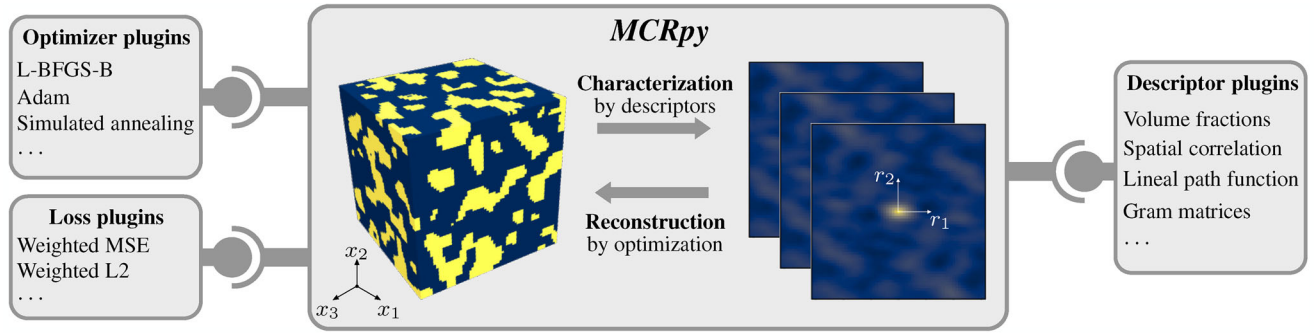 Optimizer plugins
L-BFGS-B
Adam
Simulated annealing
...
Loss plugins
Weighted MSE
Weighted L2
...
MCRpy
Characterization
by descriptors
Reconstruction
by optimization
x₂
x₃
x₁
r₂
r₁
Descriptor plugins
Volume fractions
Spatial correlation
Lineal path function
Gram matrices
...